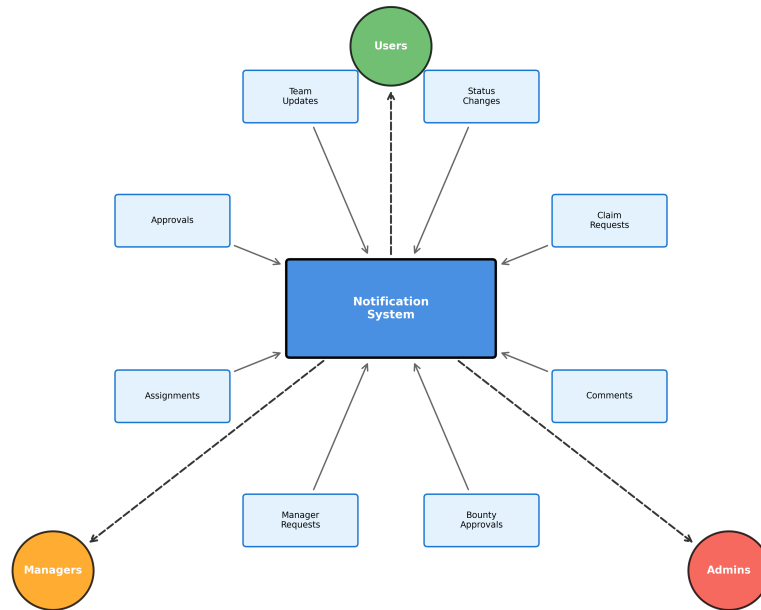 Users
Team
Updates
Status
Changes
Approvals
Claim
Requests
Notification
System
Assignments
Comments
Manager
Requests
Bounty
Approvals
Managers
Admins